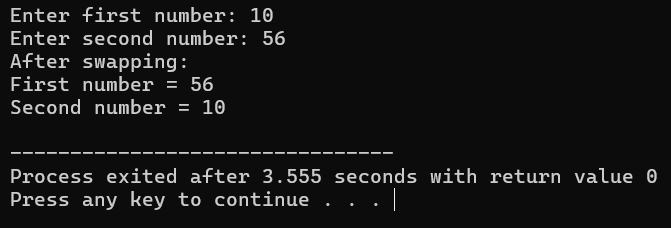 Enter first number: 10
Enter second number: 56
After swapping:
First number = 56
Second number = 10
--------------------------------
Process exited after 3.555 seconds with return value 0
Press any key to continue . . .